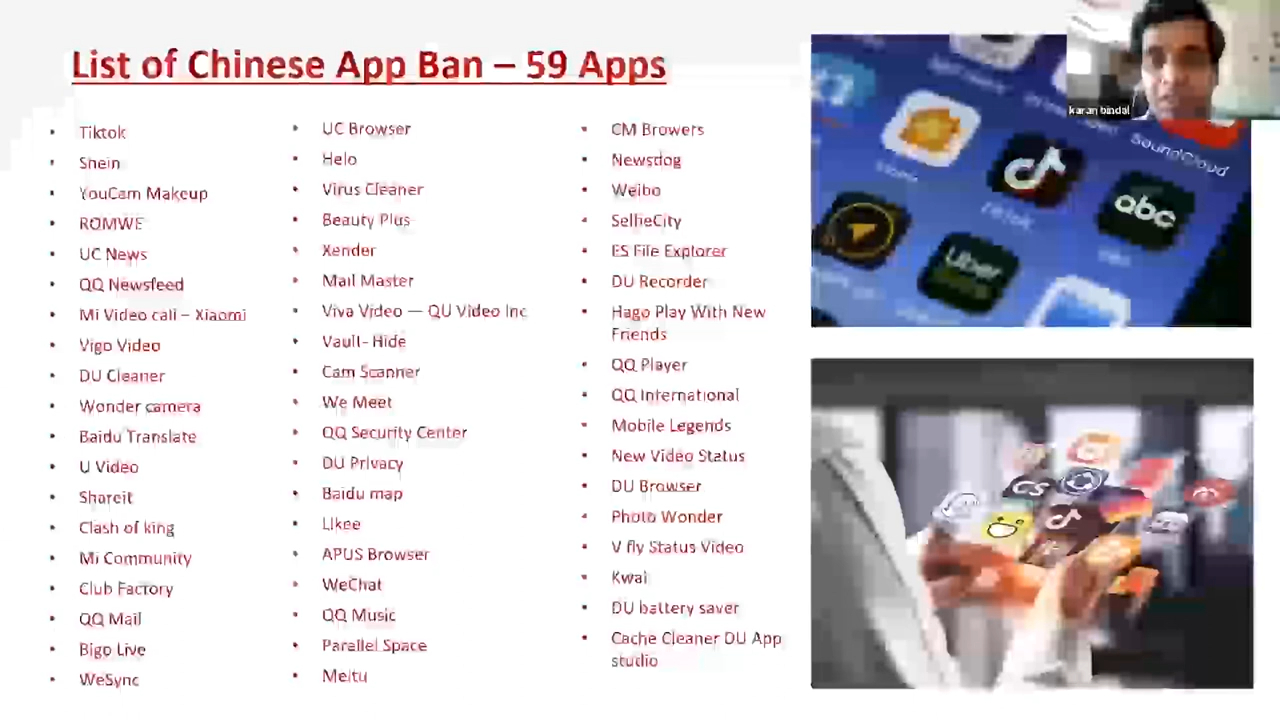 List of Chinese App Ban – 59 Apps
Tiktok
Shein
YouCam Makeup
ROMWE
UC News
QQ Newsfeed
Mi Video call – Xiaomi
Vigo Video
DU Cleaner
Wonder camera
Baidu Translate
U Video
Shareit
Clash of king
Mi Community
Club Factory
QQ Mail
Bigo Live
WeSync
UC Browser
Helo
Virus Cleaner
Beauty Plus
Xender
Mail Master
Viva Video — QU Video Inc
Vault- Hide
Cam Scanner
We Meet
QQ Security Center
DU Privacy
Baidu map
Likee
APUS Browser
WeChat
QQ Music
Parallel Space
Meitu
CM Browers
Newsdog
Weibo
SelfieCity
ES File Explorer
DU Recorder
Hago Play With New
Friends
QQ Player
QQ International
Mobile Legends
New Video Status
DU Browser
Photo Wonder
V fly Status Video
Kwai
DU battery saver
Cache Cleaner DU App
studio
karan bindal
SoundCloud
TikTok
abc
Uber
CS